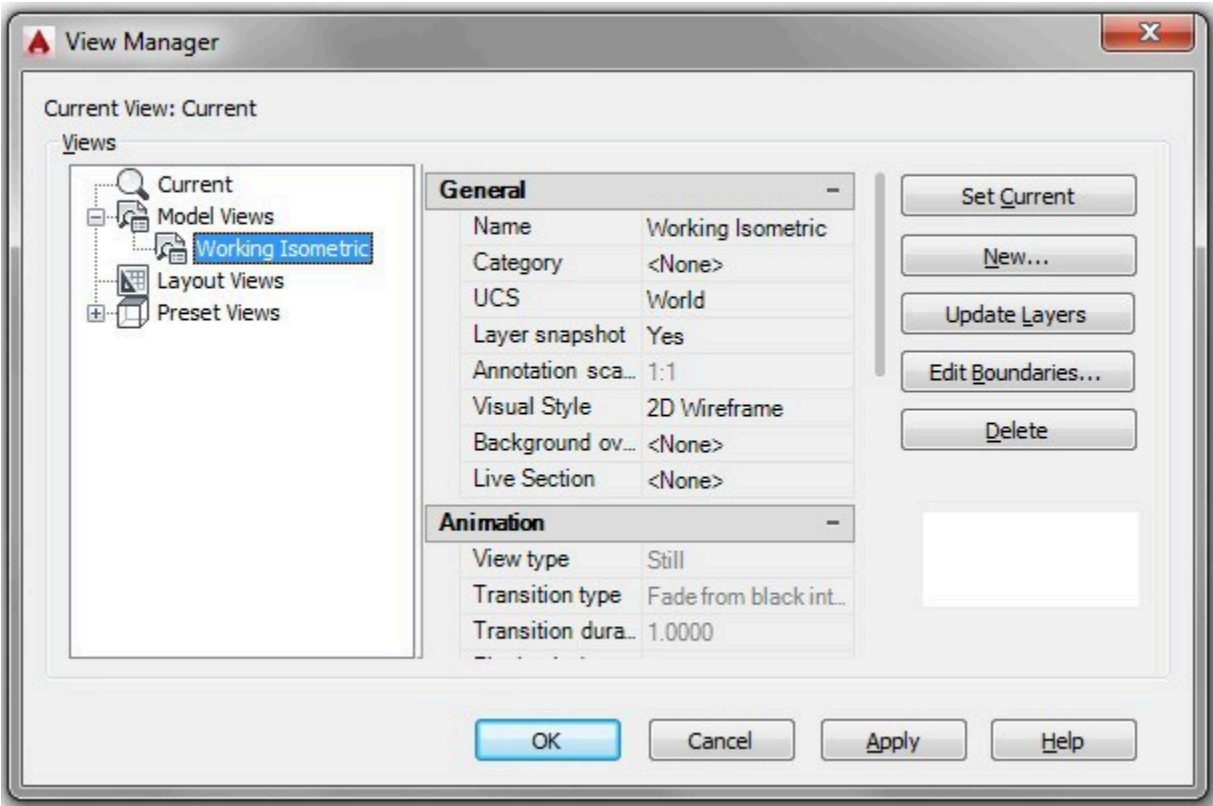 View Manager
Current View: Current
Views
Current
Model Views
Working Isometric
Layout Views
Preset Views
General
Name Working Isometric
Category <None>
UCS World
Layer snapshot Yes
Annotation sca... 1:1
Visual Style 2D Wireframe
Background ov... <None>
Live Section <None>
Animation
View type Still
Transition type Fade from black int...
Transition dura... 1.0000
Set Current
New...
Update Layers
Edit Boundaries...
Delete
OK Cancel Apply Help